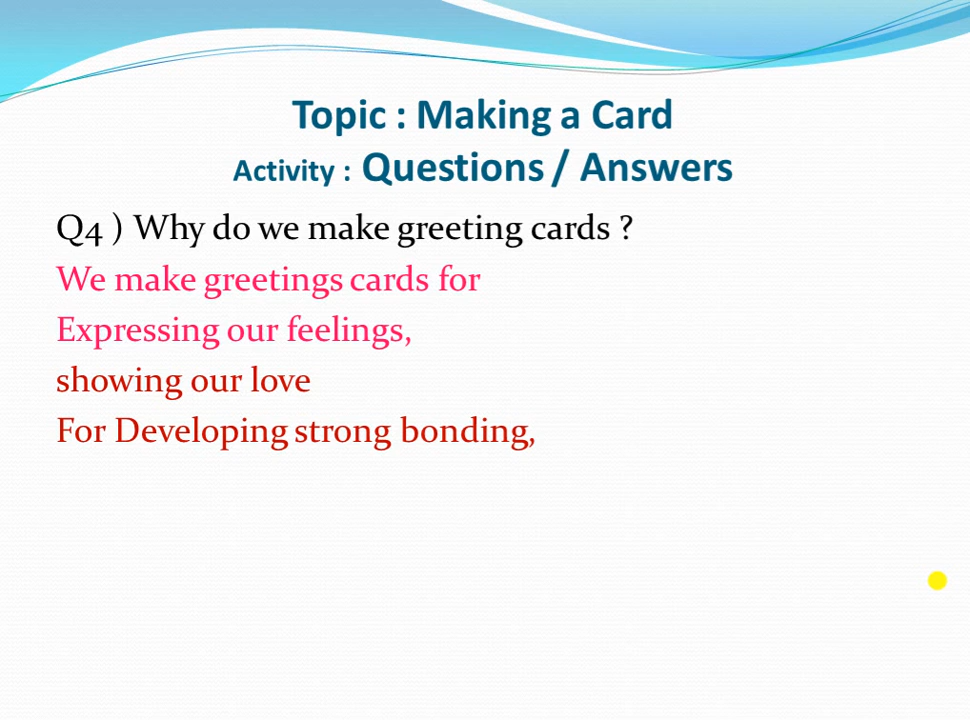 Topic : Making a Card
Activity : Questions / Answers
Q4 ) Why do we make greeting cards ?
We make greetings cards for
Expressing our feelings,
showing our love
For Developing strong bonding,